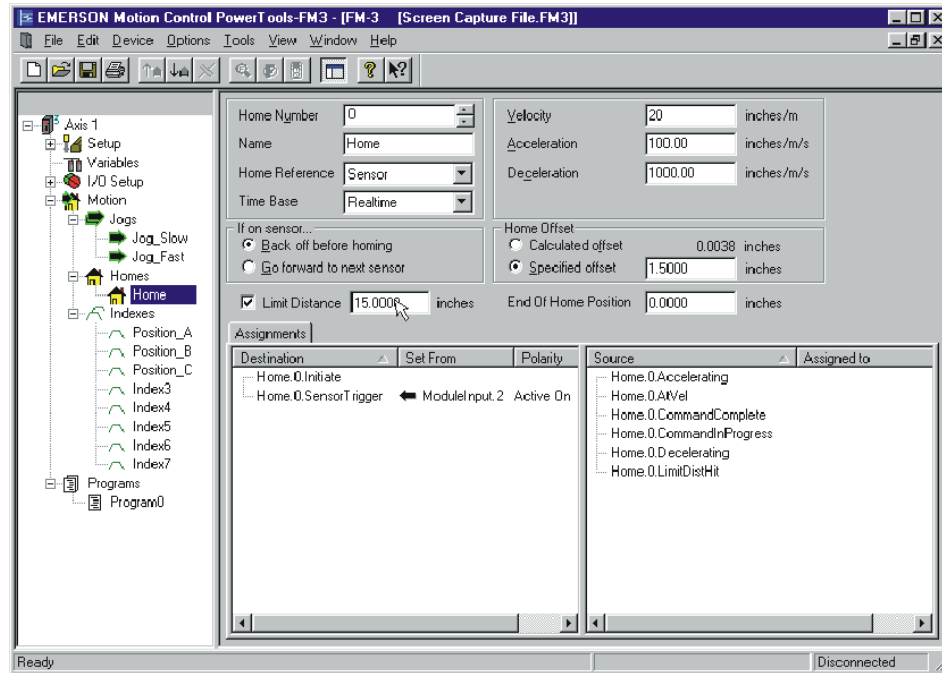 EMERSON Motion Control PowerTools-FM3 - [FM-3 [Screen Capture File.FM3]]
File Edit Device Options Tools View Window Help
Axis 1
Setup
Variables
I/O Setup
Motion
Jogs
Jog_Slow
Jog_Fast
Homes
Home
Indexes
Position_A
Position_B
Position_C
Index3
Index4
Index5
Index6
Index7
Programs
Program0
Home Number 0
Name Home
Home Reference Sensor
Time Base Realtime
Velocity 20 inches/m
Acceleration 100.00 inches/m/s
Deceleration 1000.00 inches/m/s
If on sensor...
Back off before homing
Go forward to next sensor
Home Offset
Calculated offset 0.0038 inches
Specified offset 1.5000 inches
Limit Distance 15.0000 inches
End Of Home Position 0.0000 inches
Assignments
Destination Set From Polarity
Home.0.Initiate
Home.0.SensorTrigger ModuleInput.2 Active On
Source Assigned to
Home.0.Accelerating
Home.0.AtVel
Home.0.CommandComplete
Home.0.CommandInProgress
Home.0.Decelerating
Home.0.LimitDistHit
Ready Disconnected